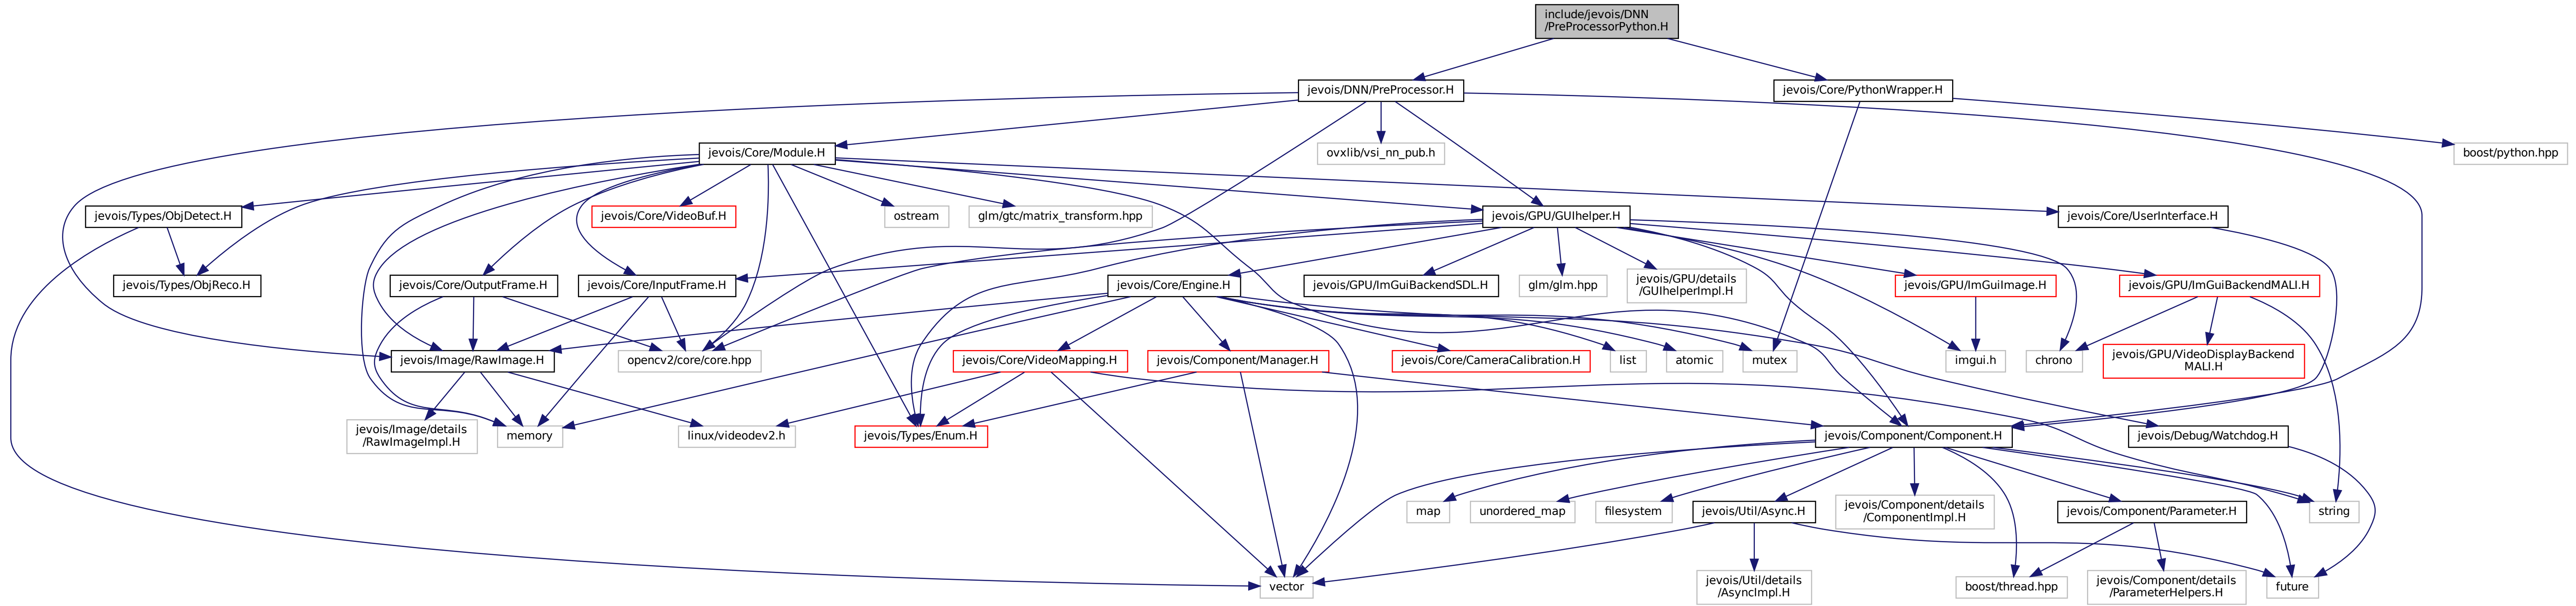 include/jevois/DNN
/PreProcessorPython.H
jevois/DNN/PreProcessor.H
jevois/Core/PythonWrapper.H
jevois/Core/Module.H
ovxlib/vsi_nn_pub.h
boost/python.hpp
jevois/Types/ObjDetect.H
jevois/Core/VideoBuf.H
ostream
glm/gtc/matrix_transform.hpp
jevois/GPU/GUIhelper.H
jevois/Core/UserInterface.H
jevois/Types/ObjReco.H
jevois/Core/OutputFrame.H
jevois/Core/InputFrame.H
jevois/Core/Engine.H
jevois/GPU/ImGuiBackendSDL.H
glm/glm.hpp
jevois/GPU/details
/GUIhelperImpl.H
jevois/GPU/ImGuiImage.H
jevois/GPU/ImGuiBackendMALI.H
jevois/Image/RawImage.H
opencv2/core/core.hpp
jevois/Core/VideoMapping.H
jevois/Component/Manager.H
jevois/Core/CameraCalibration.H
list
atomic
mutex
imgui.h
chrono
jevois/GPU/VideoDisplayBackend
MALI.H
jevois/Image/details
/RawImageImpl.H
memory
linux/videodev2.h
jevois/Types/Enum.H
jevois/Component/Component.H
jevois/Debug/Watchdog.H
map
unordered_map
filesystem
jevois/Util/Async.H
jevois/Component/details
/ComponentImpl.H
jevois/Component/Parameter.H
string
vector
jevois/Util/details
/AsyncImpl.H
boost/thread.hpp
jevois/Component/details
/ParameterHelpers.H
future